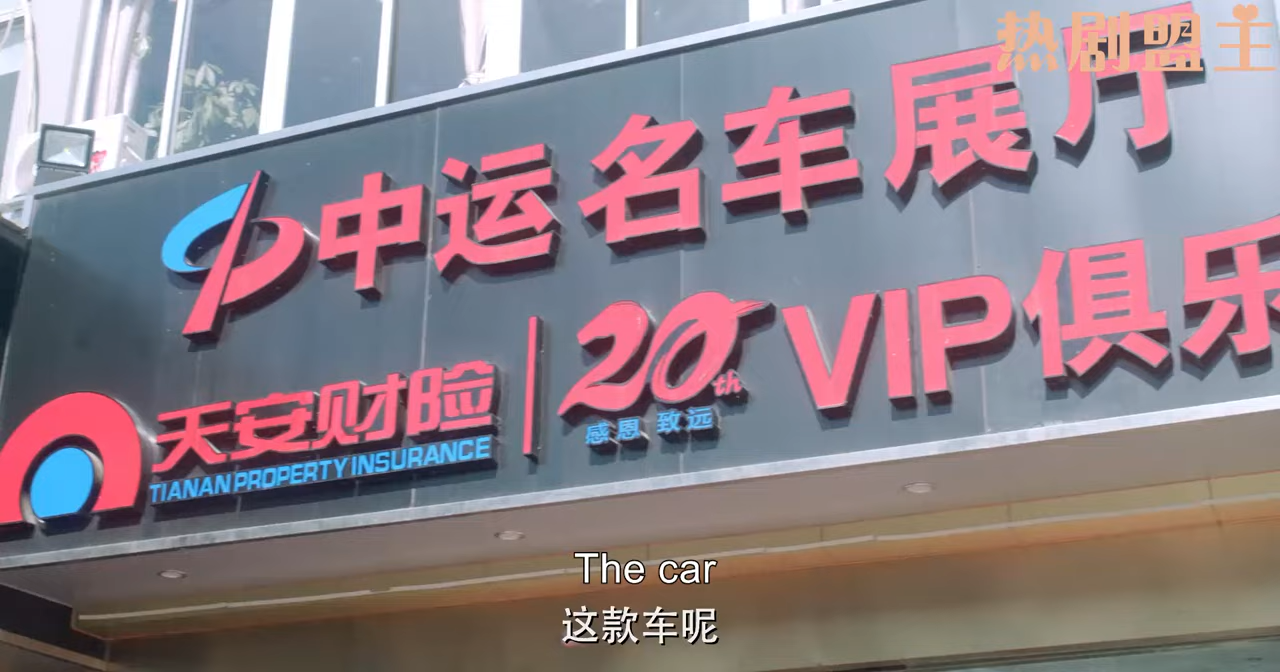 热剧盟主
中运名车展厅
天安财险
TIANAN PROPERTY INSURANCE
20th
感恩 致远
VIP俱乐
The car
这款车呢